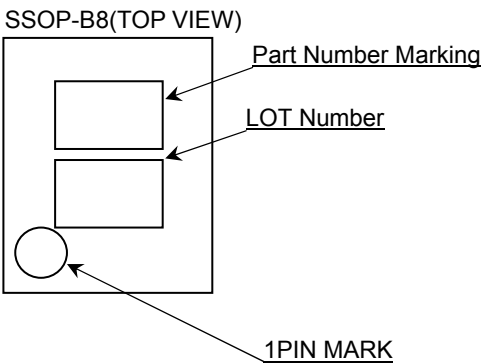 SSOP-B8(TOP VIEW)
Part Number Marking
LOT Number
1PIN MARK